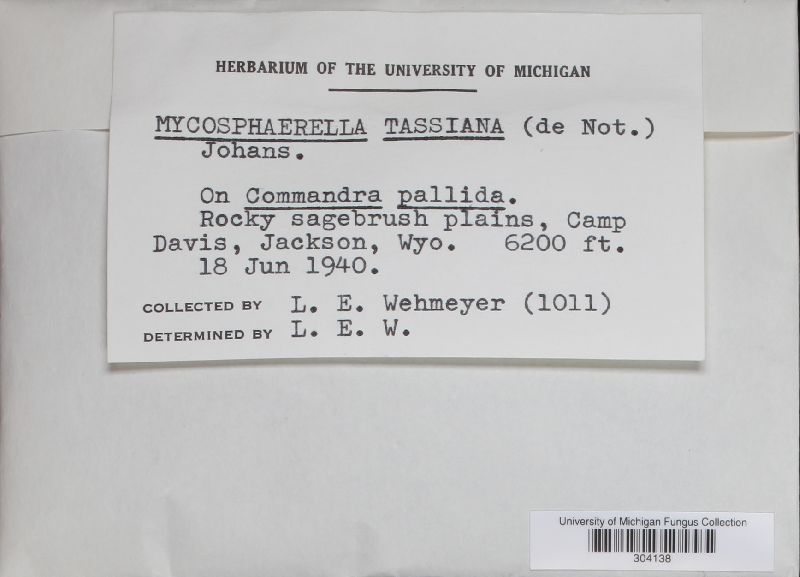 HERBARIUM OF THE UNIVERSITY OF MICHIGAN
MYCOSPHAERELLA TASSIANA (de Not.)
Johans.
On Commandra pallida.
Rocky sagebrush plains, Camp
Davis, Jackson, Wyo. 6200 ft.
18 Jun 1940.
COLLECTED BY L. E. Wehmeyer (1011)
DETERMINED BY L. E. W.
University of Michigan Fungus Collection
304138